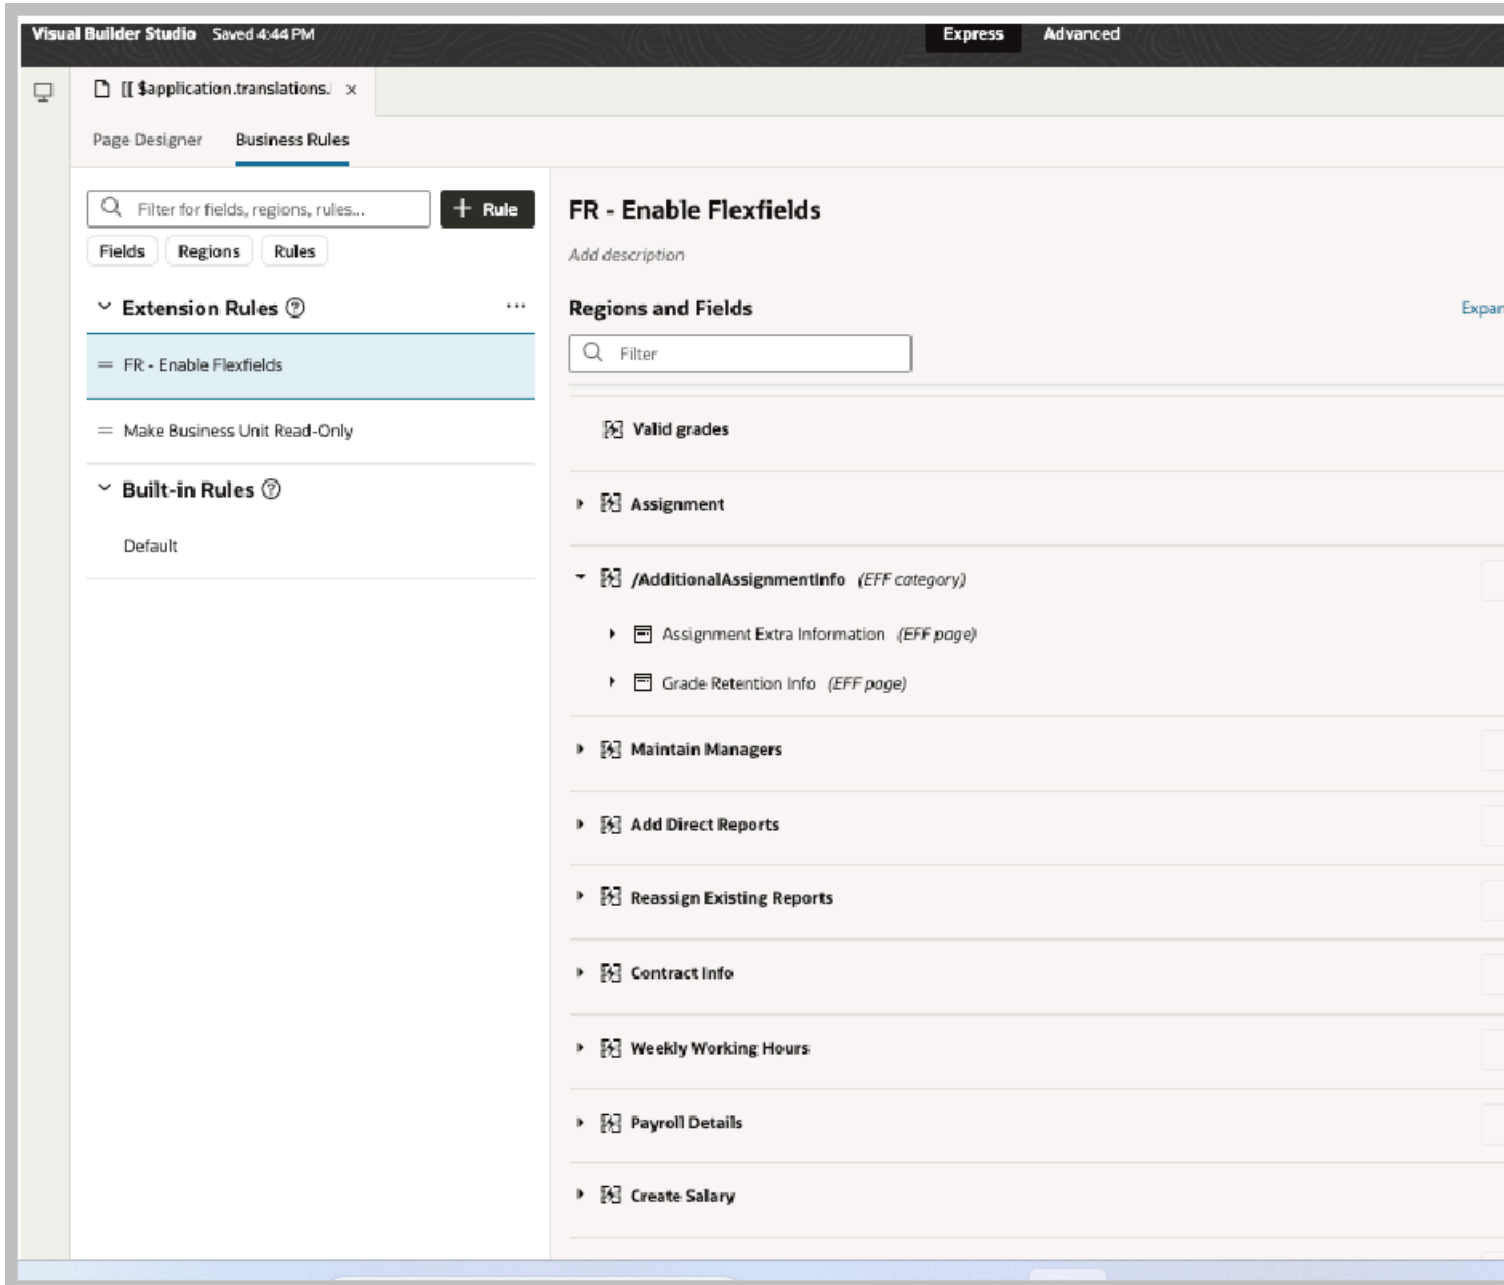 Visual Builder Studio Saved 4:44 PM Express Advanced
[[ $application.translations. x
Page Designer Business Rules
Filter for fields, regions, rules... + Rule
Fields Regions Rules
Extension Rules ? ...
FR - Enable Flexfields
Make Business Unit Read-Only
Built-in Rules ?
Default
FR - Enable Flexfields
Add description
Regions and Fields Expan
Filter
Valid grades
Assignment
/AdditionalAssignmentInfo (EFF category)
Assignment Extra Information (EFF page)
Grade Retention Info (EFF page)
Maintain Managers
Add Direct Reports
Reassign Existing Reports
Contract Info
Weekly Working Hours
Payroll Details
Create Salary